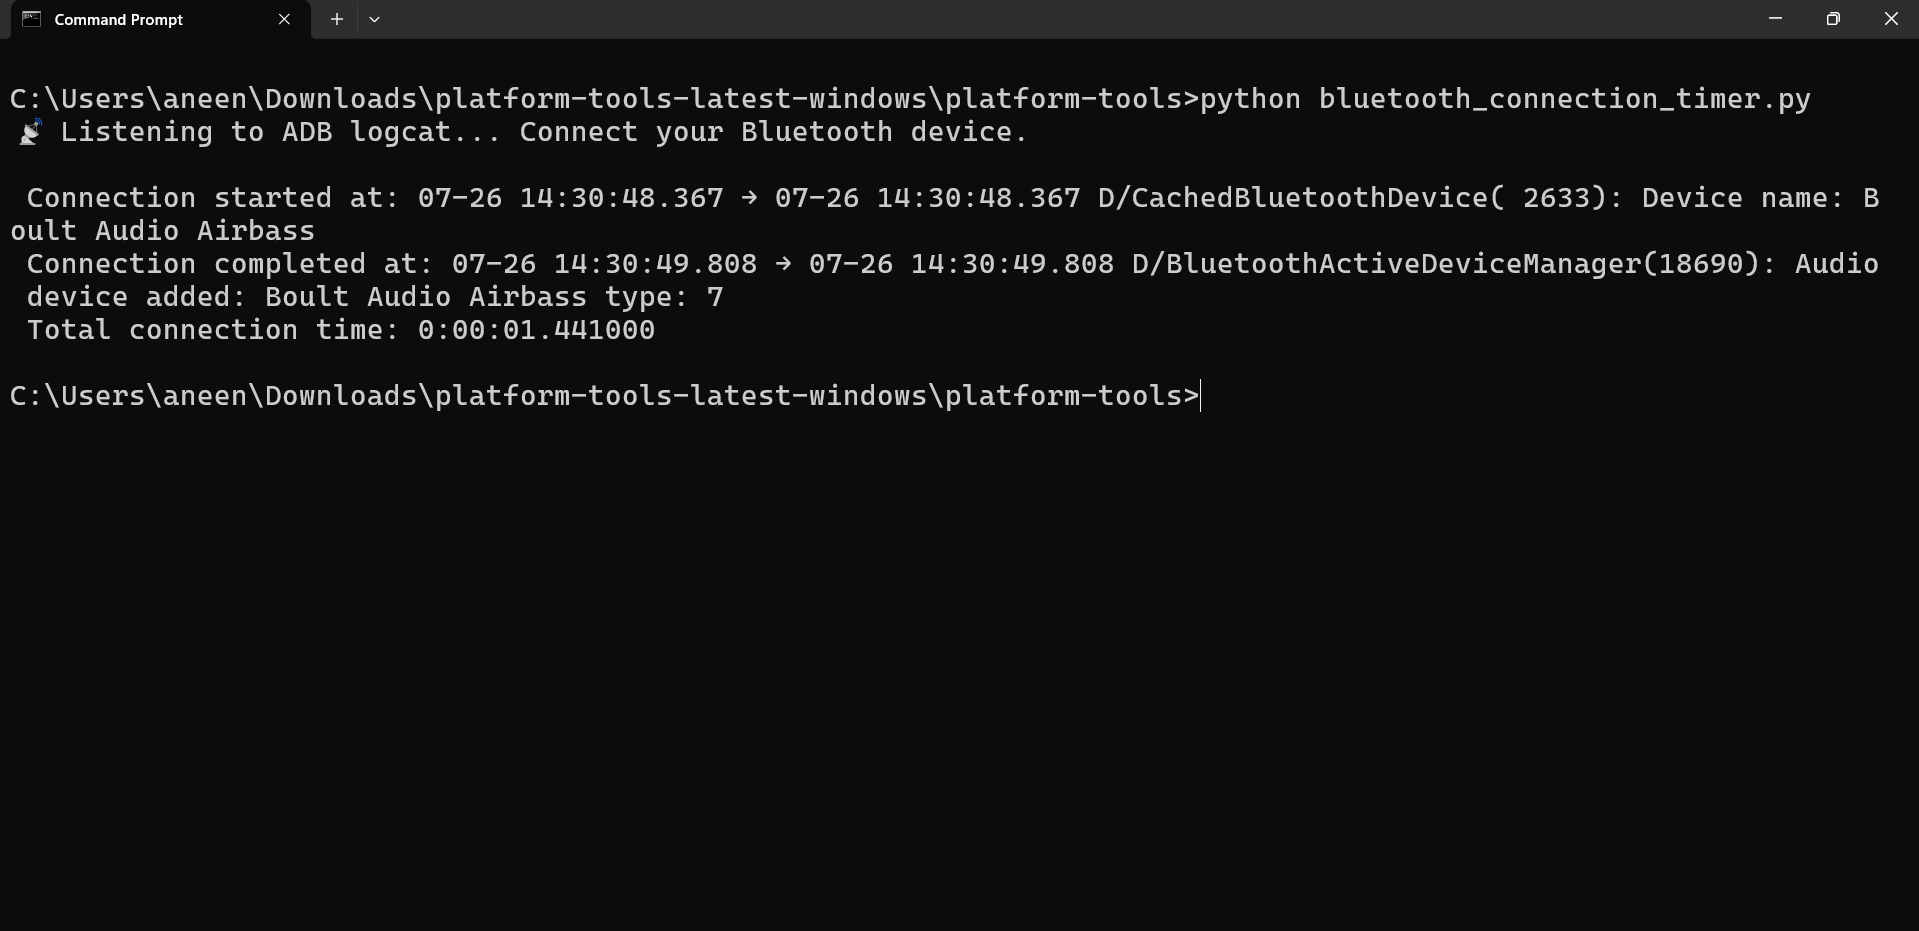 Command Prompt
C:\Users\aneen\Downloads\platform-tools-latest-windows\platform-tools>python bluetooth_connection_timer.py
📡 Listening to ADB logcat... Connect your Bluetooth device.
Connection started at: 07-26 14:30:48.367 → 07-26 14:30:48.367 D/CachedBluetoothDevice( 2633): Device name: B
oult Audio Airbass
Connection completed at: 07-26 14:30:49.808 → 07-26 14:30:49.808 D/BluetoothActiveDeviceManager(18690): Audio
device added: Boult Audio Airbass type: 7
Total connection time: 0:00:01.441000
C:\Users\aneen\Downloads\platform-tools-latest-windows\platform-tools>